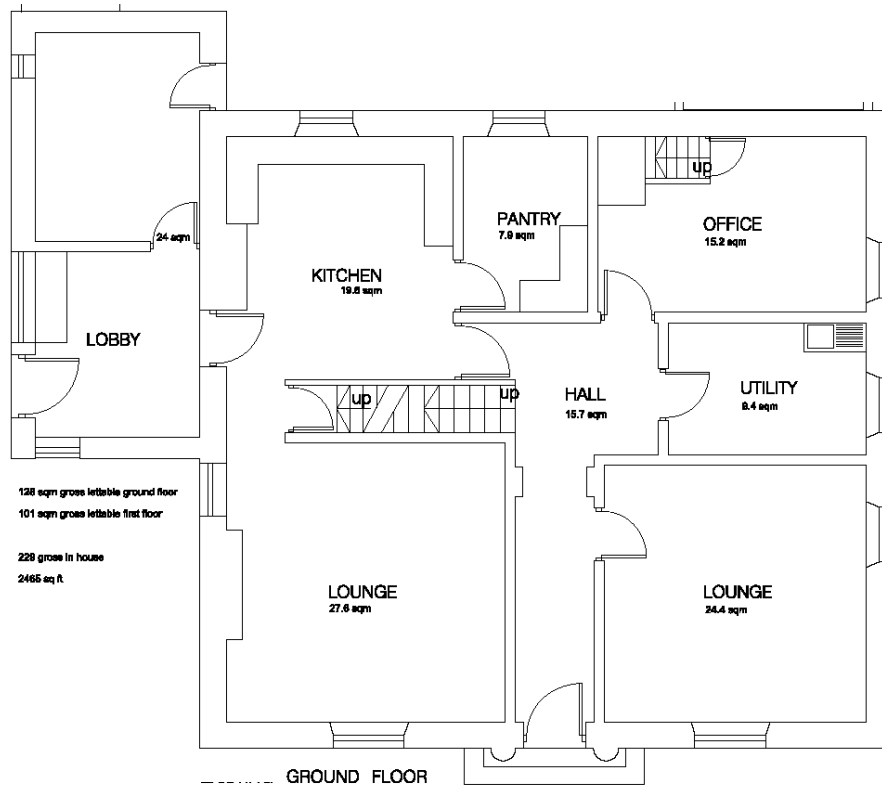 up
PANTRY
7.9 sqm
OFFICE
15.2 sqm
24 sqm
KITCHEN
19.6 sqm
LOBBY
up
up
HALL
15.7 sqm
UTILITY
9.4 sqm
128 sqm gross lettable ground floor
101 sqm gross lettable first floor
229 gross in house
2465 sq ft
LOUNGE
27.6 sqm
LOUNGE
24.4 sqm
GROUND FLOOR